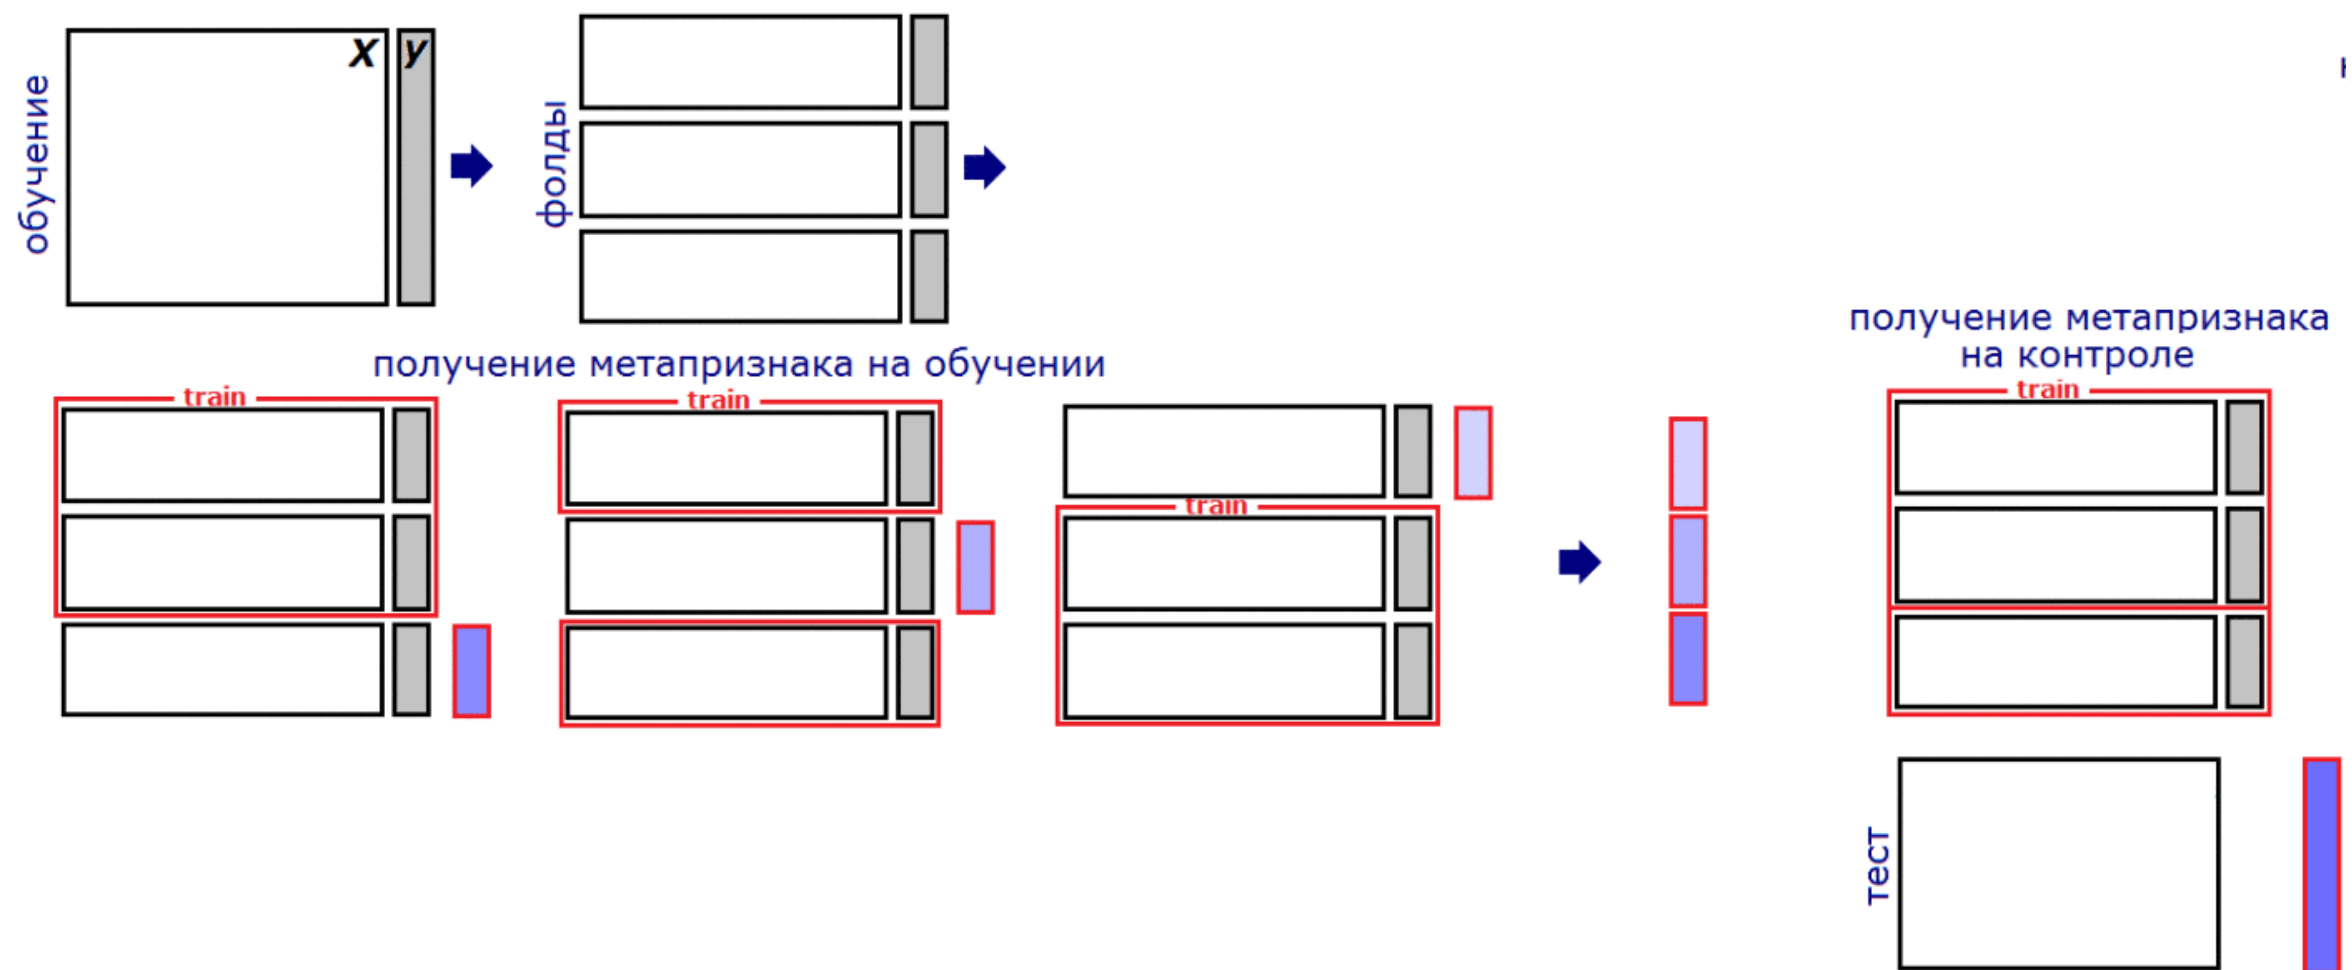 обучение
X
y
фолды
получение метапризнака на обучении
получение метапризнака
на контроле
train
train
train
train
тест